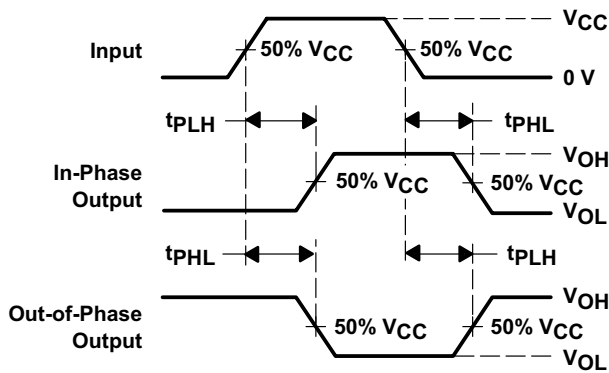 VCC
Input
50% VCC
50% VCC
0 V
tPLH
tPHL
VOH
In-Phase
Output
50% VCC
50% VCC
VOL
tPHL
tPLH
VOH
Out-of-Phase
Output
50% VCC
50% VCC
VOL